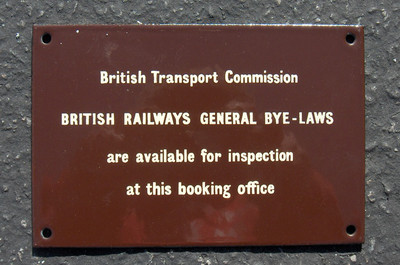 British Transport Commission
BRITISH RAILWAYS GENERAL BYE-LAWS
are available for inspection
at this booking office